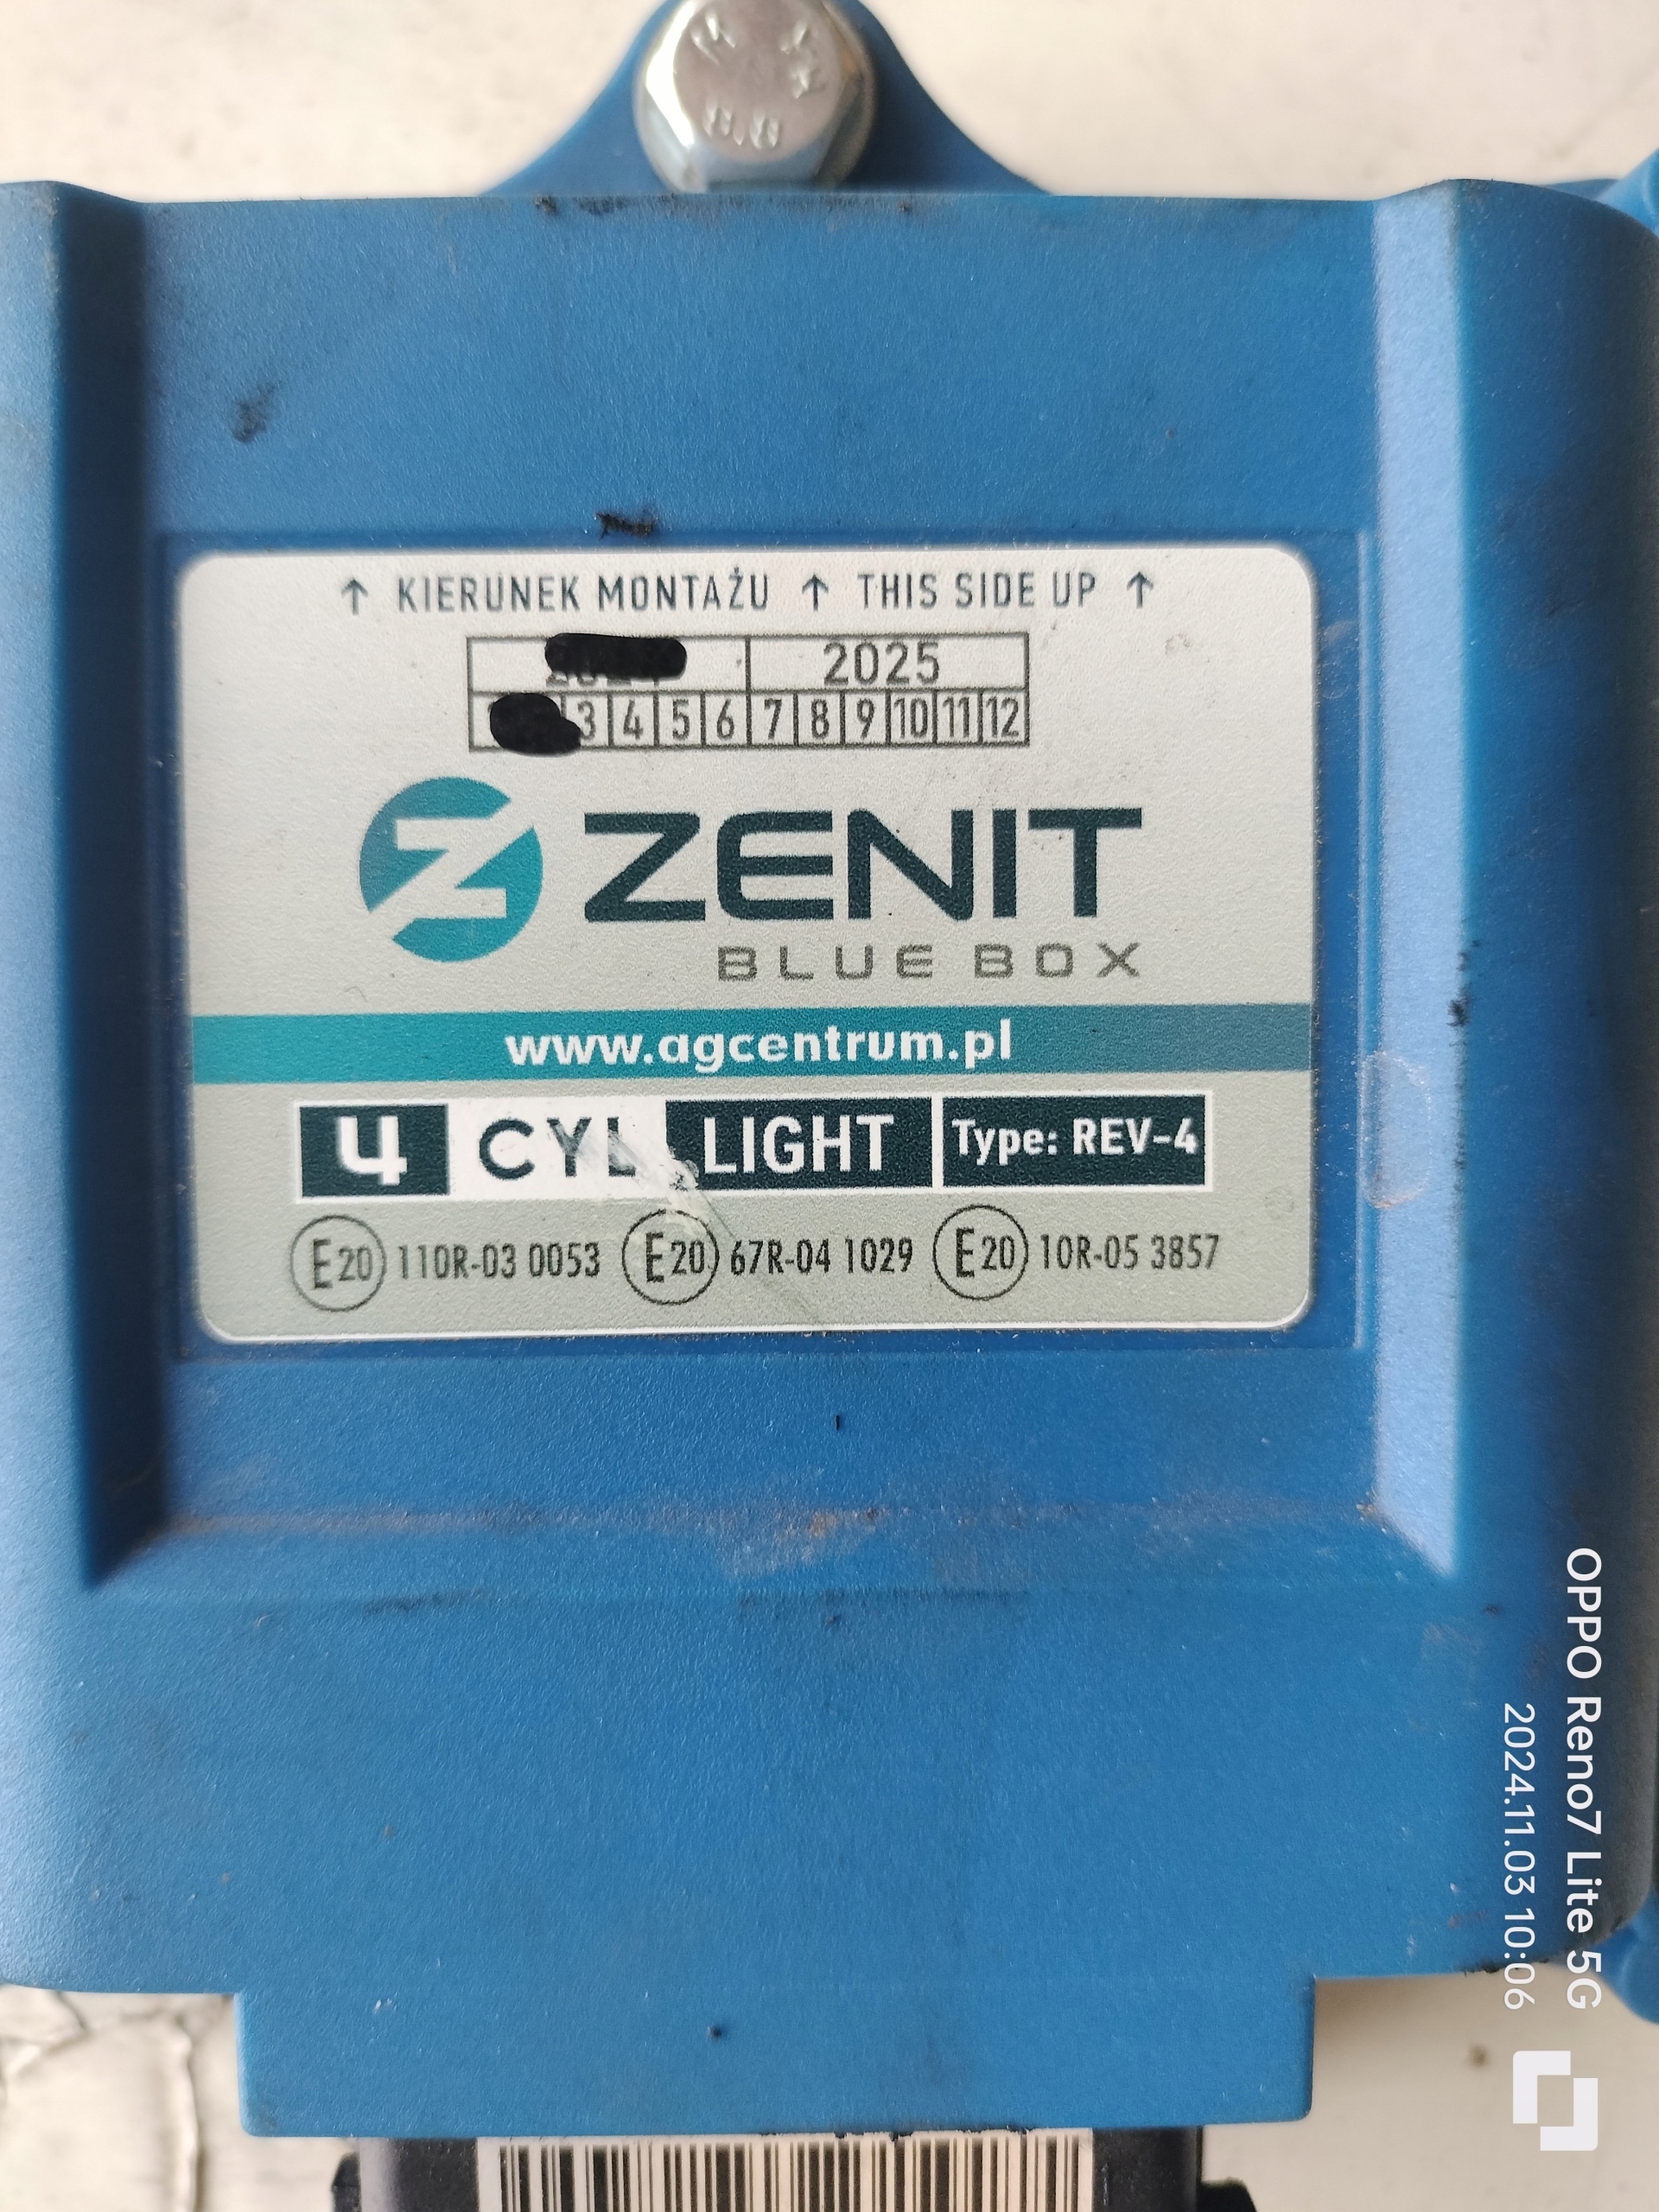 8.8
↑ KIERUNEK MONTAŻU ↑ THIS SIDE UP ↑
2025
3 4 5 6 7 8 9 10 11 12
Z ZENIT
BLUE BOX
www.agcentrum.pl
4 CYL LIGHT Type: REV-4
E20 110R-03 0053 E20 67R-04 1029 E20 10R-05 3857
OPPO Reno7 Lite 5G
2024.11.03 10:06